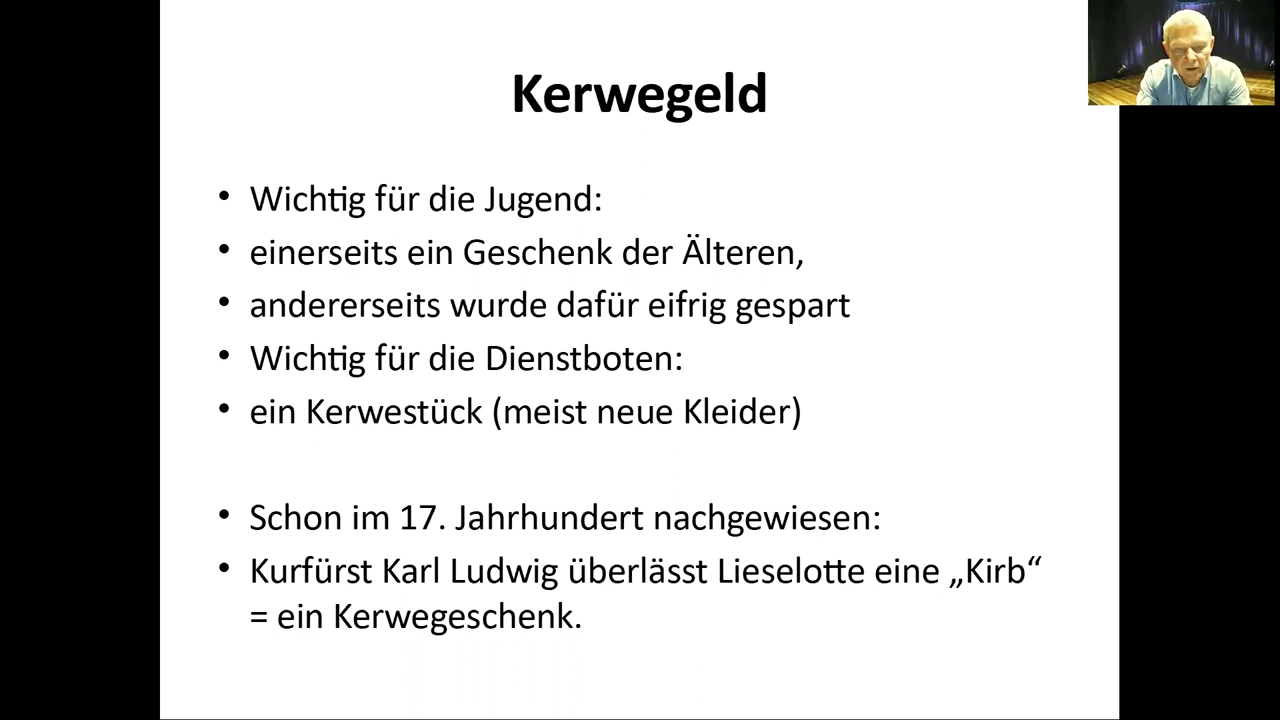 Kerwegeld
• Wichtig für die Jugend:
• einerseits ein Geschenk der Älteren,
• andererseits wurde dafür eifrig gespart
• Wichtig für die Dienstboten:
• ein Kerwestück (meist neue Kleider)
• Schon im 17. Jahrhundert nachgewiesen:
• Kurfürst Karl Ludwig überlässt Lieselotte eine „Kirb“
= ein Kerwegeschenk.